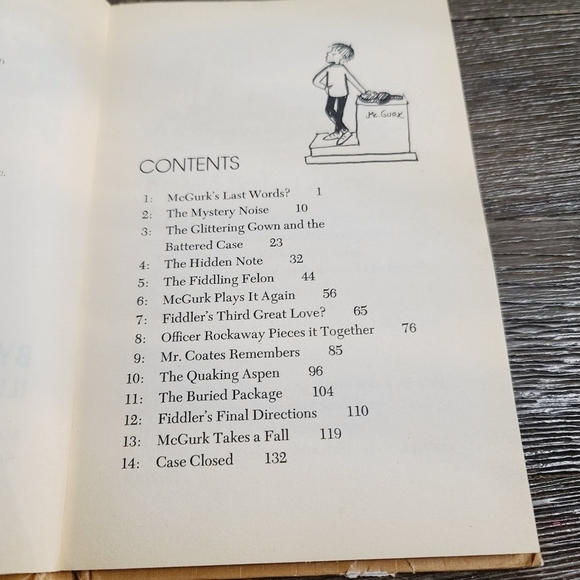 Mc.Gurk
CONTENTS
1: McGurk's Last Words? 1
2: The Mystery Noise 10
3: The Glittering Gown and the
Battered Case 23
4: The Hidden Note 32
5: The Fiddling Felon 44
6: McGurk Plays It Again 56
7: Fiddler's Third Great Love? 65
8: Officer Rockaway Pieces it Together 76
9: Mr. Coates Remembers 85
10: The Quaking Aspen 96
11: The Buried Package 104
12: Fiddler's Final Directions 110
13: McGurk Takes a Fall 119
14: Case Closed 132